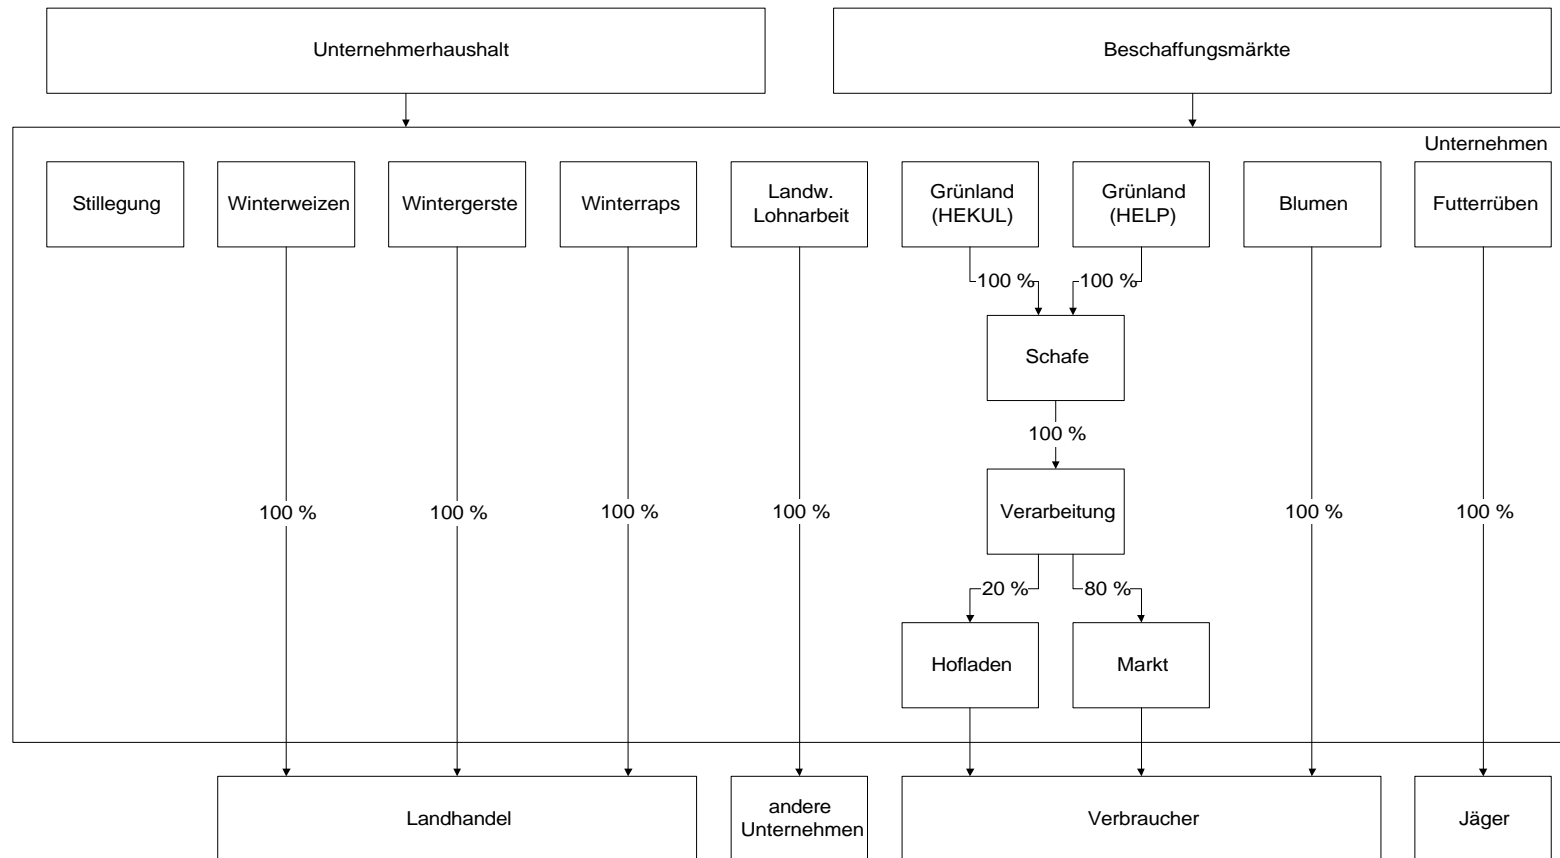 Unternehmerhaushalt
Beschaffungsmärkte
Unternehmen
Stillegung
Winterweizen
Wintergerste
Winterraps
Landw.
Lohnarbeit
Grünland
(HEKUL)
Grünland
(HELP)
Blumen
Futterrüben
100 %
100 %
Schafe
100 %
100 %
100 %
100 %
100 %
Verarbeitung
100 %
100 %
20 %
80 %
Hofladen
Markt
Landhandel
andere
Unternehmen
Verbraucher
Jäger